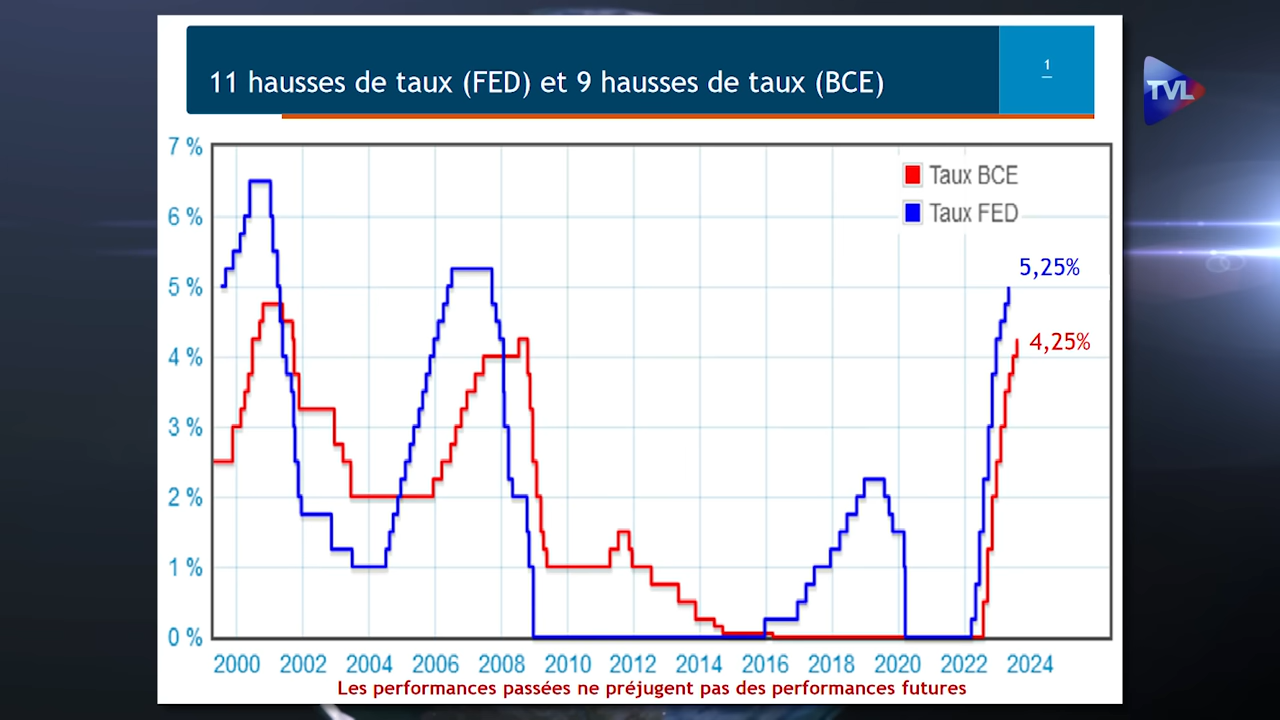 11 hausses de taux (FED) et 9 hausses de taux (BCE)
1
TVL
7 %
6 %
5 %
4 %
3 %
2 %
1 %
0 %
Taux BCE
Taux FED
5,25%
4,25%
2000 2002 2004 2006 2008 2010 2012 2014 2016 2018 2020 2022 2024
Les performances passées ne préjugent pas des performances futures